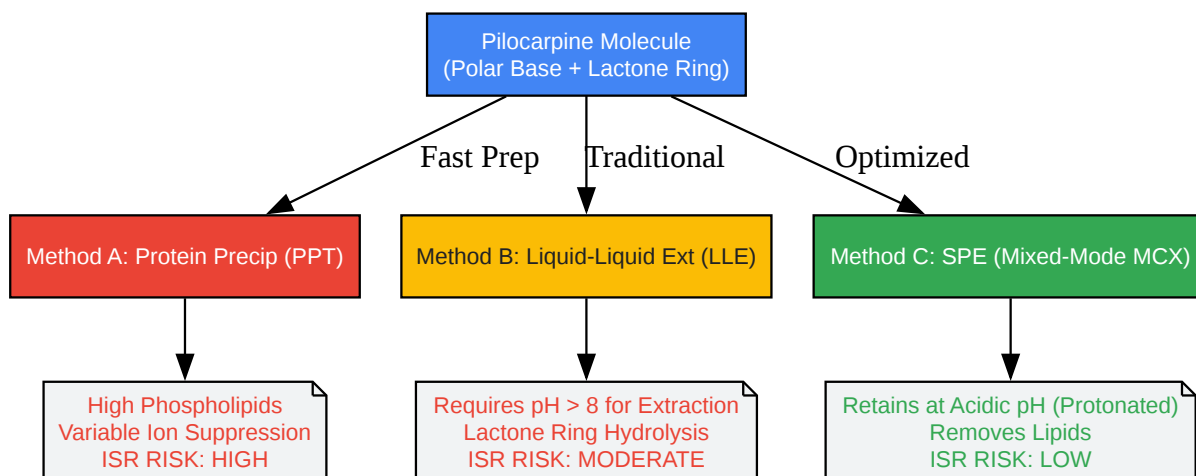 Pilocarpine Molecule
(Polar Base + Lactone Ring)
Fast Prep
Traditional
Optimized
Method A: Protein Precip (PPT)
Method B: Liquid-Liquid Ext (LLE)
Method C: SPE (Mixed-Mode MCX)
High Phospholipids
Variable Ion Suppression
ISR RISK: HIGH
Requires pH > 8 for Extraction
Lactone Ring Hydrolysis
ISR RISK: MODERATE
Retains at Acidic pH (Protonated)
Removes Lipids
ISR RISK: LOW